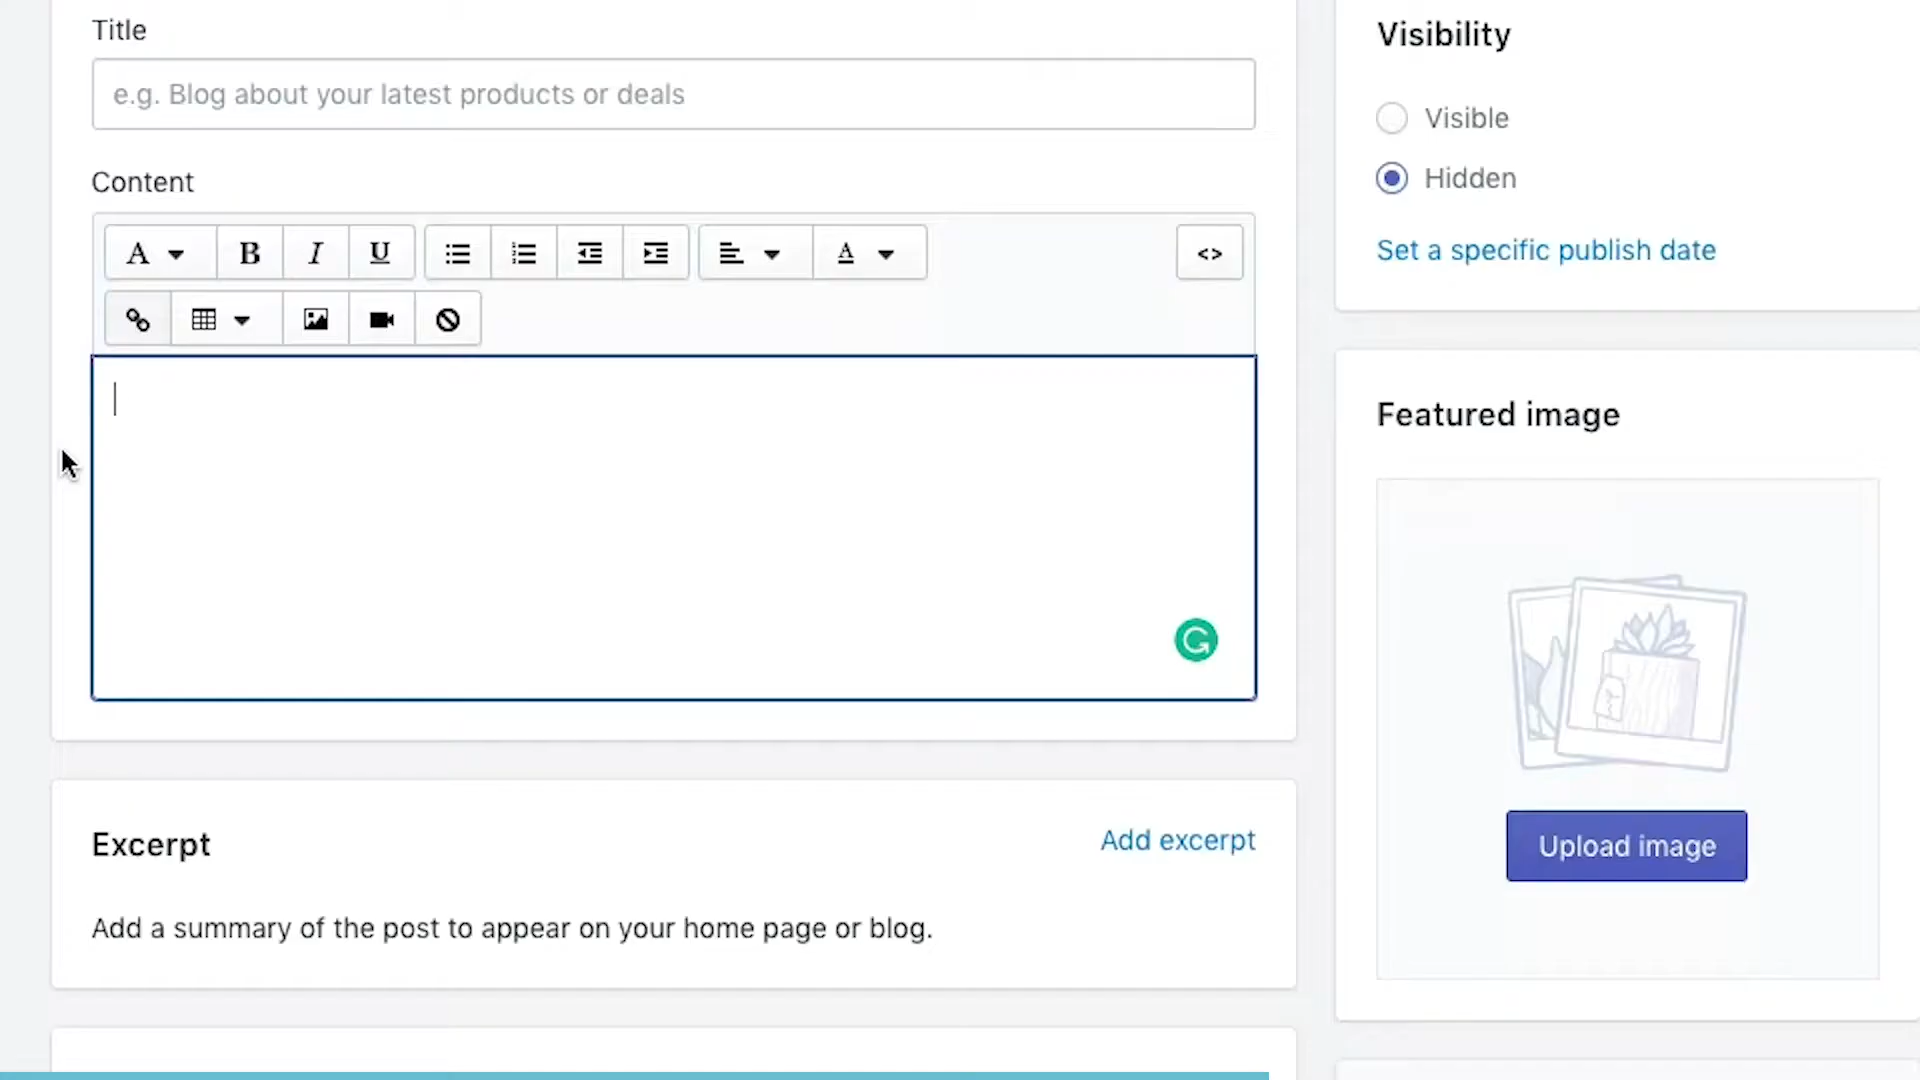 Title
e.g. Blog about your latest products or deals
Content
A B I U A <>
Excerpt
Add excerpt
Add a summary of the post to appear on your home page or blog.
Visibility
Visible
Hidden
Set a specific publish date
Featured image
Upload image